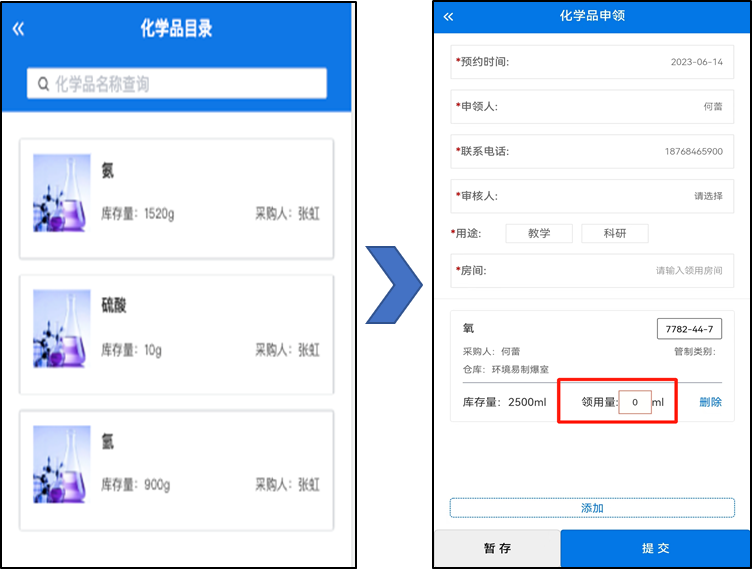 «
化学品目录
化学品名称查询
氨
库存量：1520g
采购人：张虹
硫酸
库存量：10g
采购人：张虹
氩
库存量：900g
采购人：张虹
«
化学品申领
*预约时间:
2023-06-14
*申领人:
何蕾
*联系电话:
18768465900
*审核人:
请选择
*用途:
教学
科研
*房间:
请输入领用房间
氧
7782-44-7
采购人：何蕾
管制类别:
仓库：环境易制爆室
库存量：2500ml
领用量:0 ml
删除
添加
暂存
提交